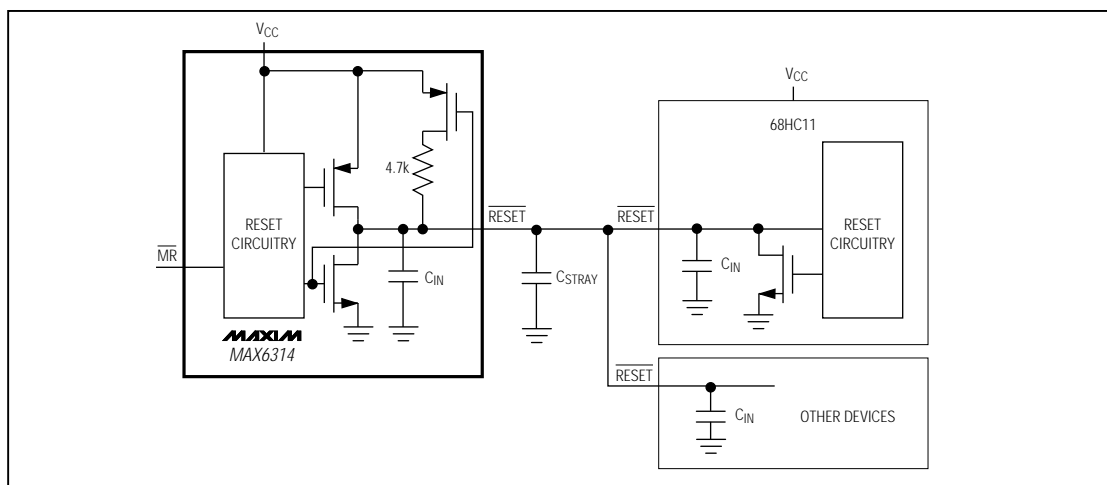 VCC
4.7k
RESET
CIRCUITRY
MR
CIN
MAXIM
MAX6314
RESET
CSTRAY
RESET
VCC
68HC11
CIN
RESET
CIRCUITRY
RESET
CIN
OTHER DEVICES